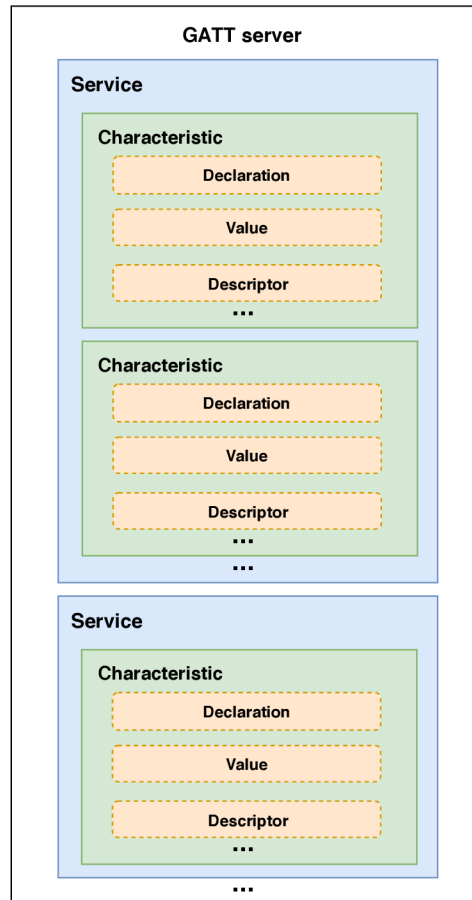 GATT server
Service
Characteristic
Declaration
Value
Descriptor
...
Characteristic
Declaration
Value
Descriptor
...
...
Service
Characteristic
Declaration
Value
Descriptor
...
...